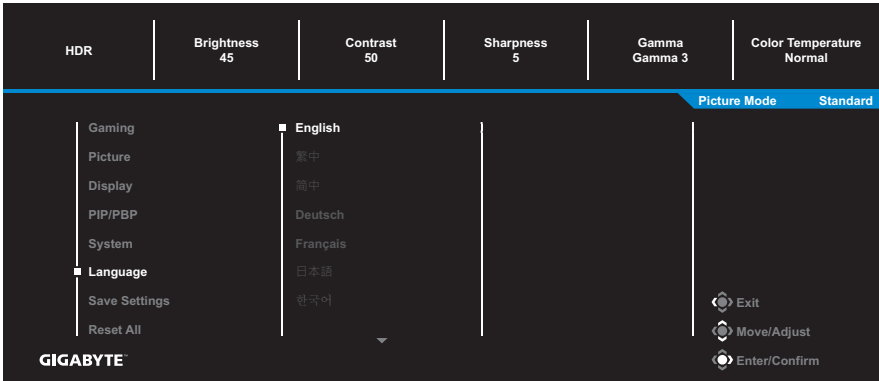 HDR
Brightness
45
Contrast
50
Sharpness
5
Gamma
Gamma 3
Color Temperature
Normal
Picture Mode Standard
Gaming
Picture
Display
PIP/PBP
System
Language
Save Settings
Reset All
English
繁中
简中
Deutsch
Français
日本語
한국어
Exit
Move/Adjust
Enter/Confirm
GIGABYTE™